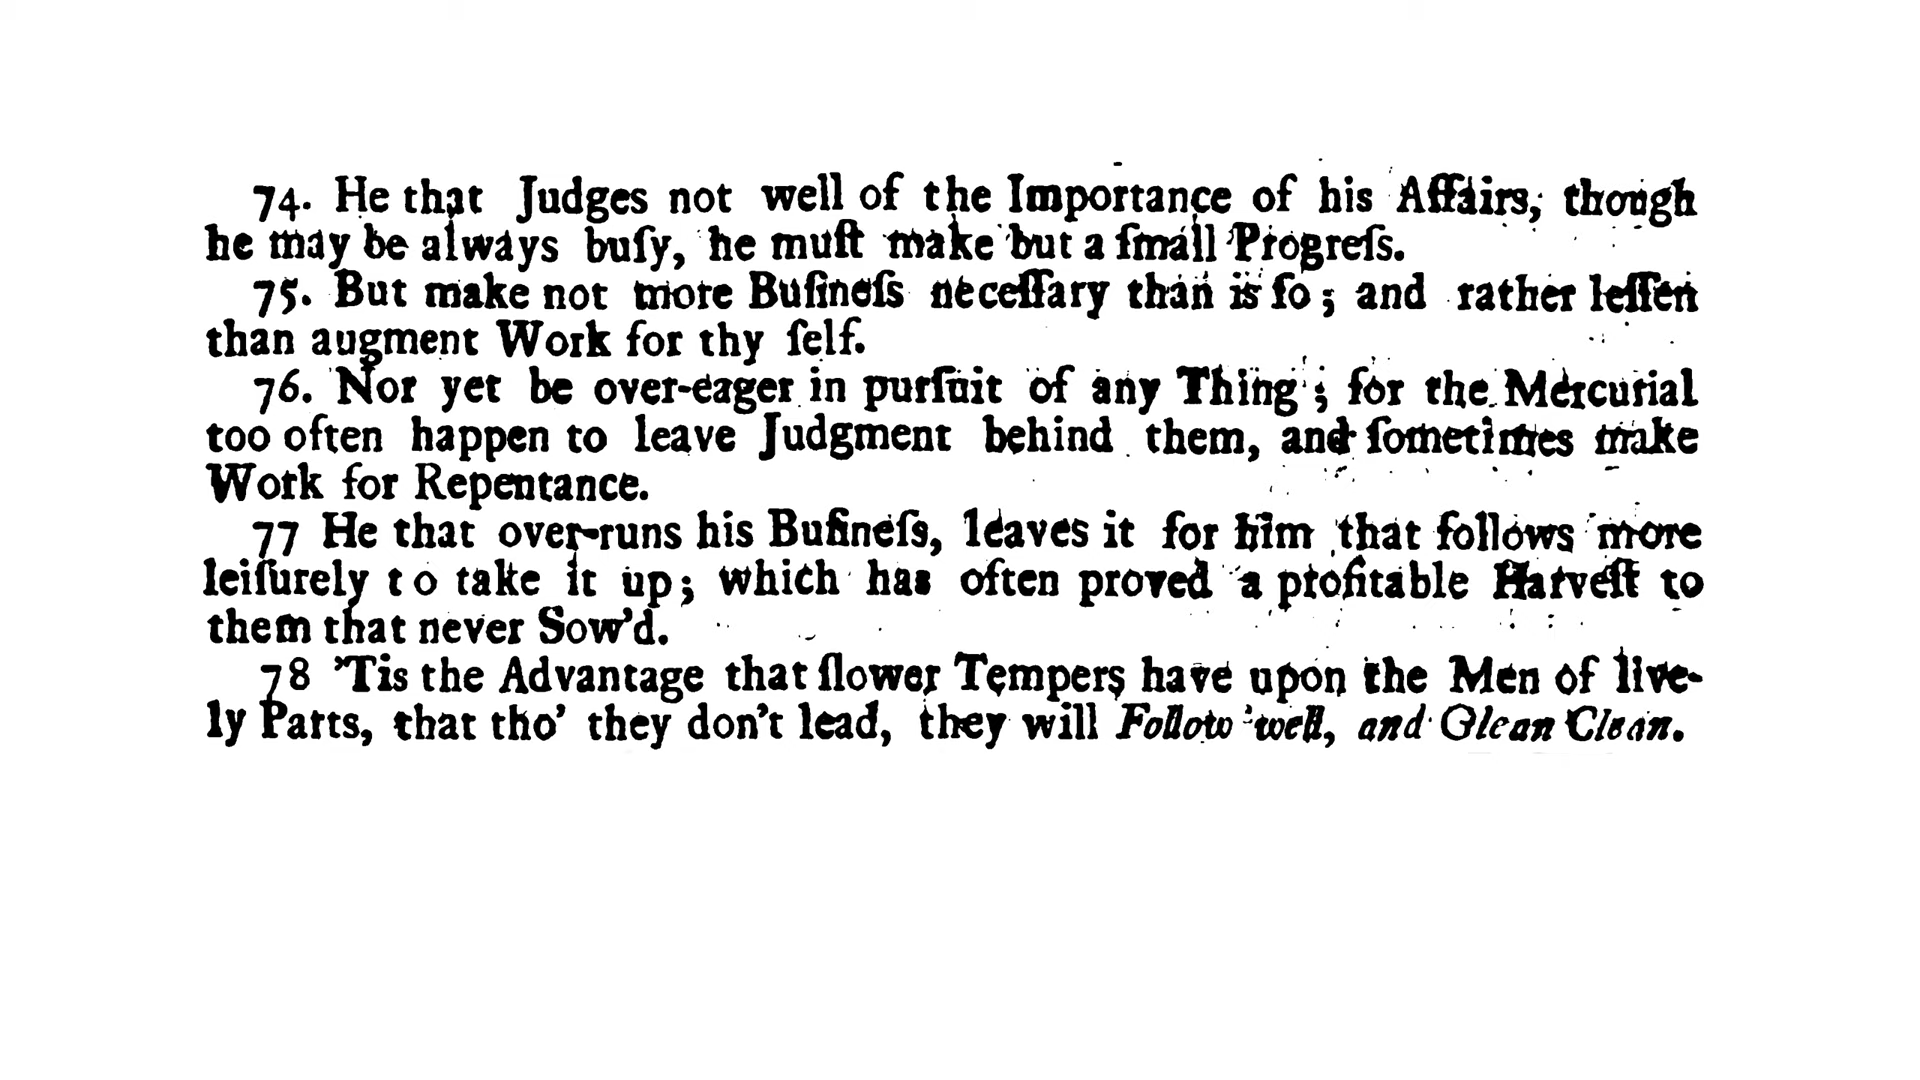 74. He that Judges not well of the Importance of his Affairs, though
he may be always buſy, he muſt make but a ſmall Progreſs.
75. But make not more Buſineſs neceſſary than is ſo; and rather leſſen
than augment Work for thy ſelf.
76. Nor yet be over-eager in purſuit of any Thing; for the Mercurial
too often happen to leave Judgment behind them, and ſometimes make
Work for Repentance.
77 He that over-runs his Buſineſs, leaves it for him that follows more
leiſurely to take it up; which has often proved a profitable Harveſt to
them that never Sow'd.
78 'Tis the Advantage that ſlower Tempers have upon the Men of live-
ly Parts, that tho' they don't lead, they will Follow well, and Glean Clean.